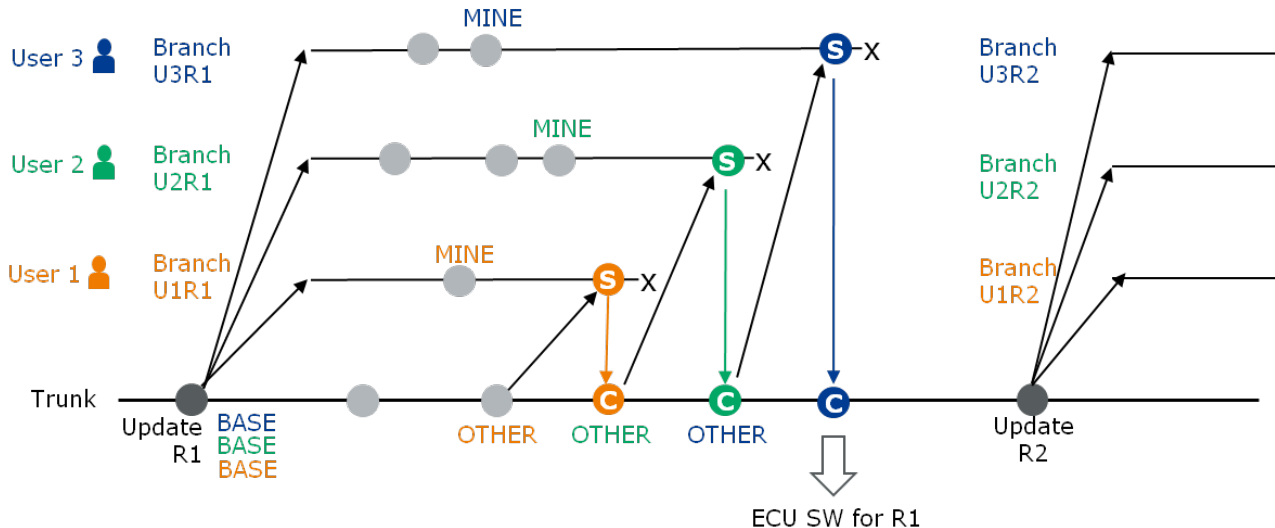 MINE
User 3
Branch
U3R1
S
X
Branch
U3R2
MINE
User 2
Branch
U2R1
S
X
Branch
U2R2
MINE
User 1
Branch
U1R1
S
X
Branch
U1R2
Trunk
C
C
C
Update
R1
BASE
BASE
BASE
OTHER
OTHER
OTHER
Update
R2
ECU SW for R1